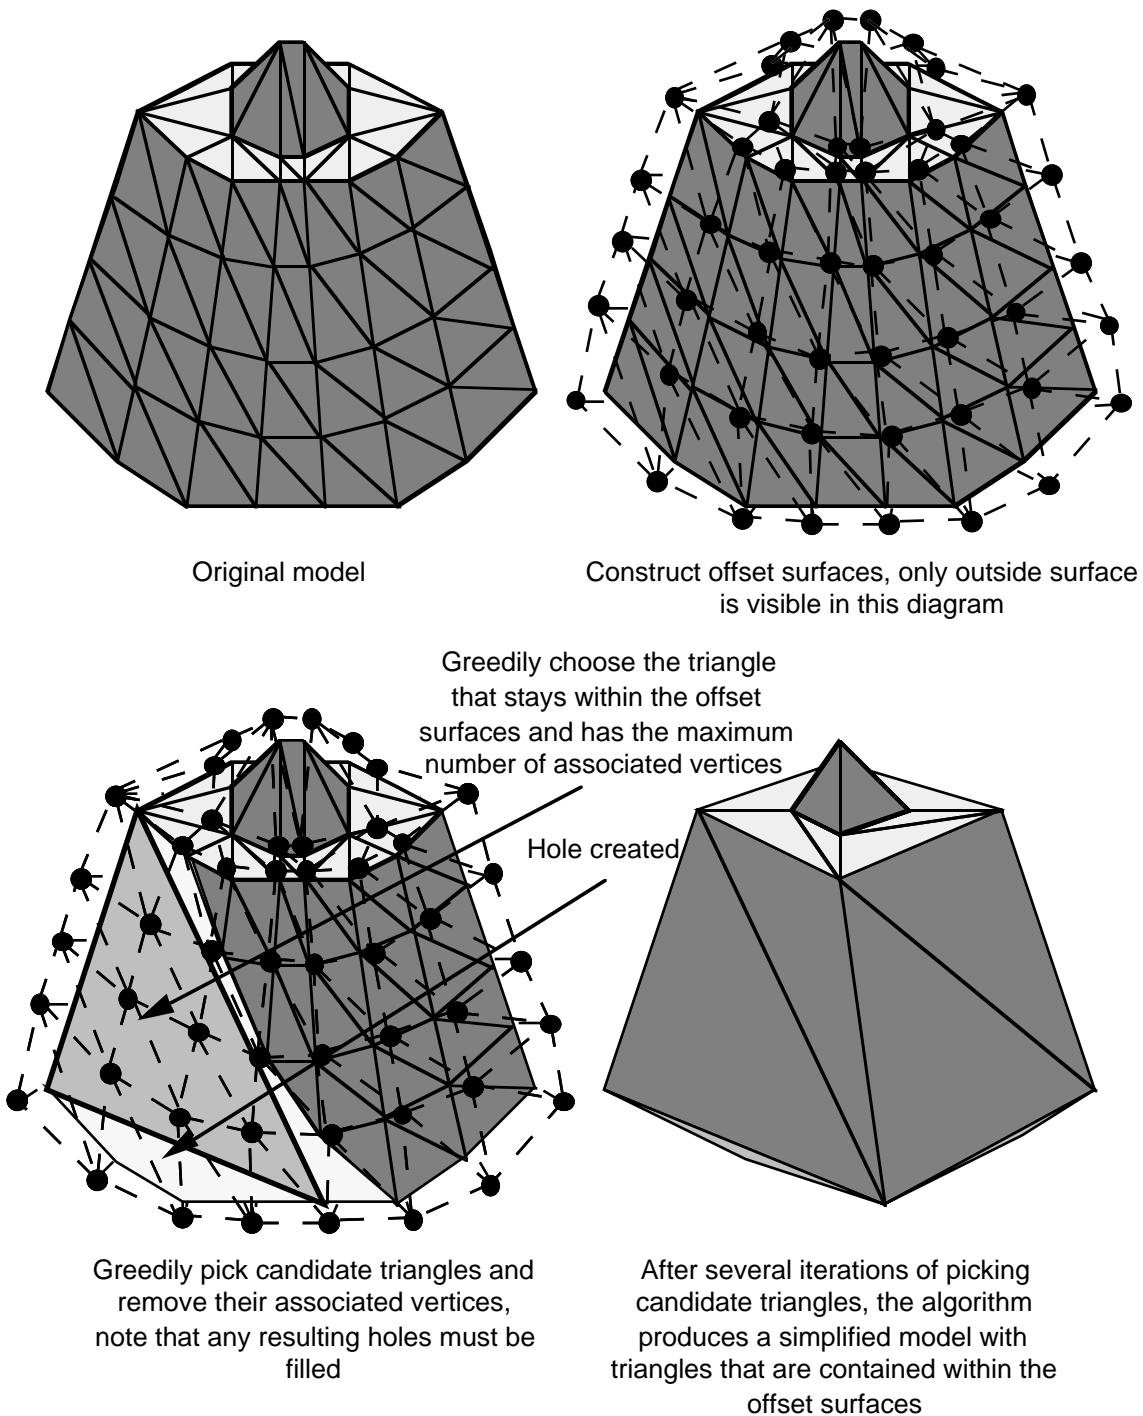 Original model
Construct offset surfaces, only outside surface
is visible in this diagram
Greedily choose the triangle
that stays within the offset
surfaces and has the maximum
number of associated vertices
Hole created
Greedily pick candidate triangles and
remove their associated vertices,
note that any resulting holes must be
filled
After several iterations of picking
candidate triangles, the algorithm
produces a simplified model with
triangles that are contained within the
offset surfaces